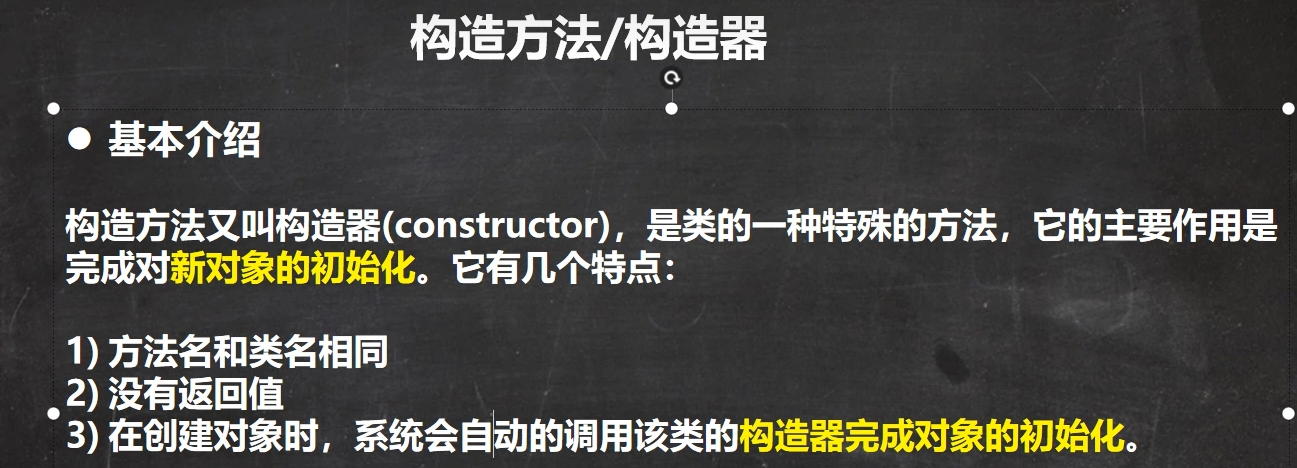 构造方法/构造器
● 基本介绍
构造方法又叫构造器(constructor)，是类的一种特殊的方法，它的主要作用是
完成对新对象的初始化。它有几个特点：
1) 方法名和类名相同
2) 没有返回值
3) 在创建对象时，系统会自动的调用该类的构造器完成对象的初始化。